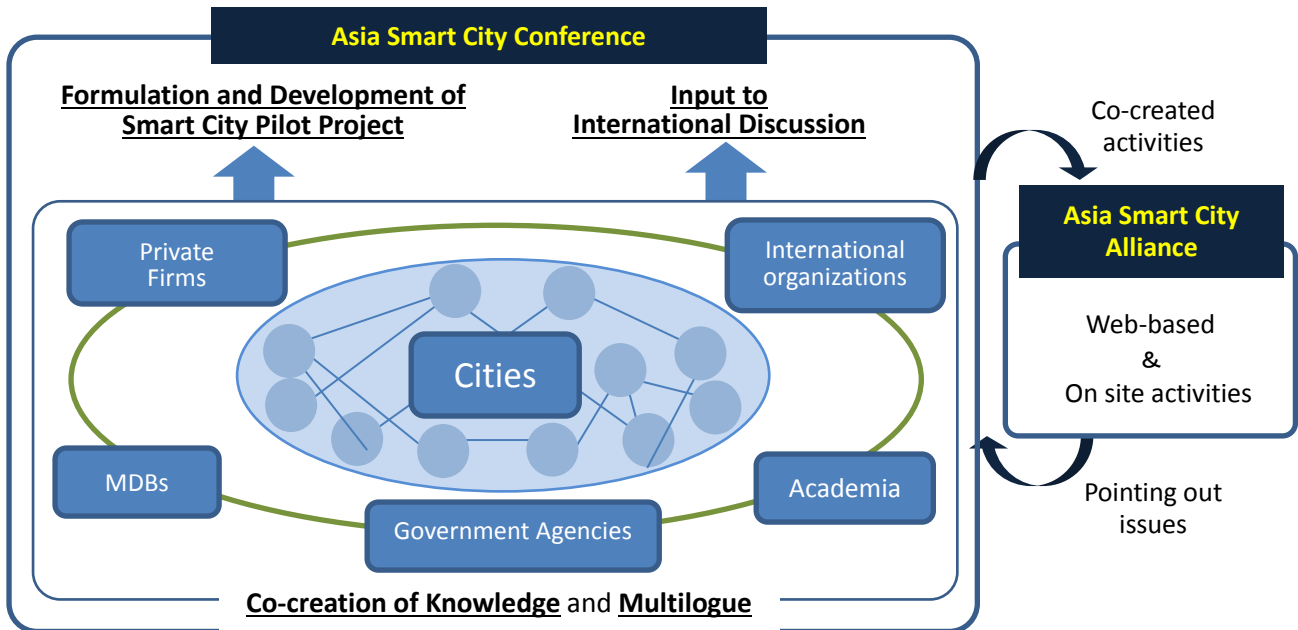 Asia Smart City Conference
Formulation and Development of
Smart City Pilot Project
Input to
International Discussion
Co-created
activities
Private
Firms
International
organizations
Asia Smart City
Alliance
Cities
Web-based
&
On site activities
MDBs
Academia
Government Agencies
Pointing out
issues
Co-creation of Knowledge and Multilogue